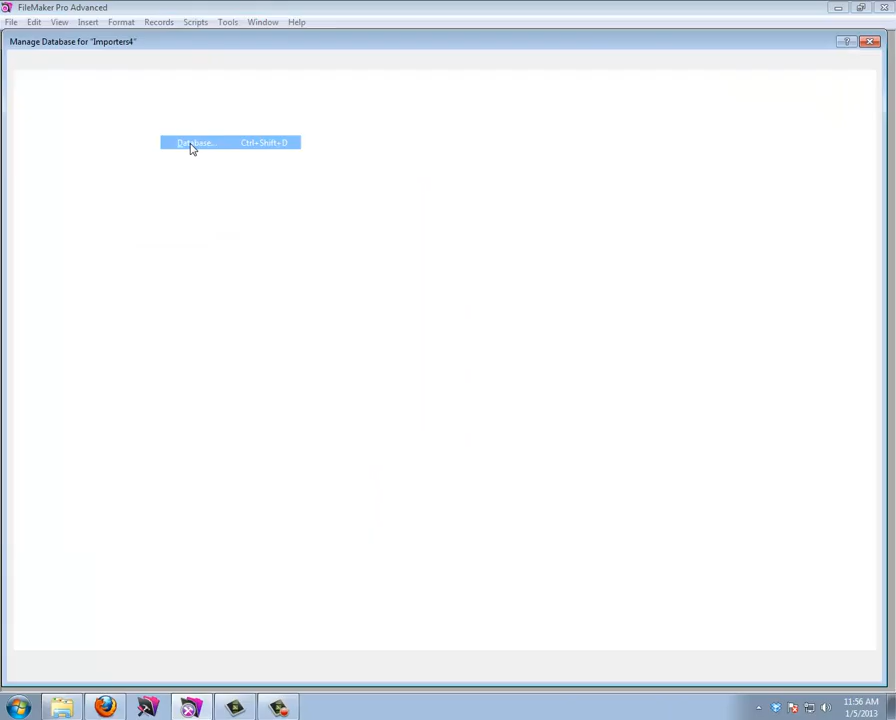 FileMaker Pro Advanced
File Edit View Insert Format Records Scripts Tools Window Help
Manage Database for "Importers4"
Database... Ctrl+Shift+D
11:56 AM
1/5/2013